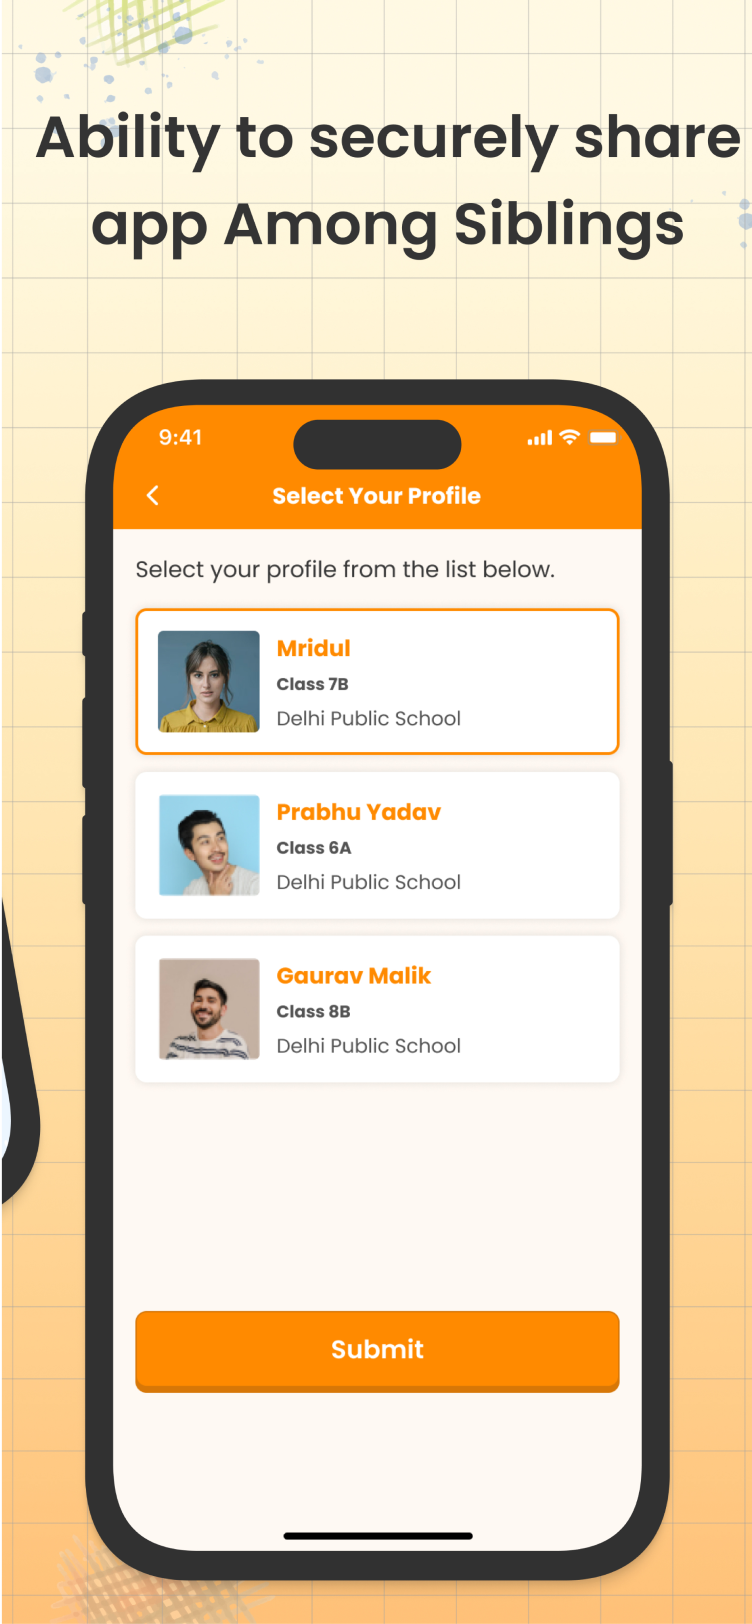 Ability to securely share
app Among Siblings
9:41
Select Your Profile
Select your profile from the list below.
Mridul
Class 7B
Delhi Public School
Prabhu Yadav
Class 6A
Delhi Public School
Gaurav Malik
Class 8B
Delhi Public School
Submit